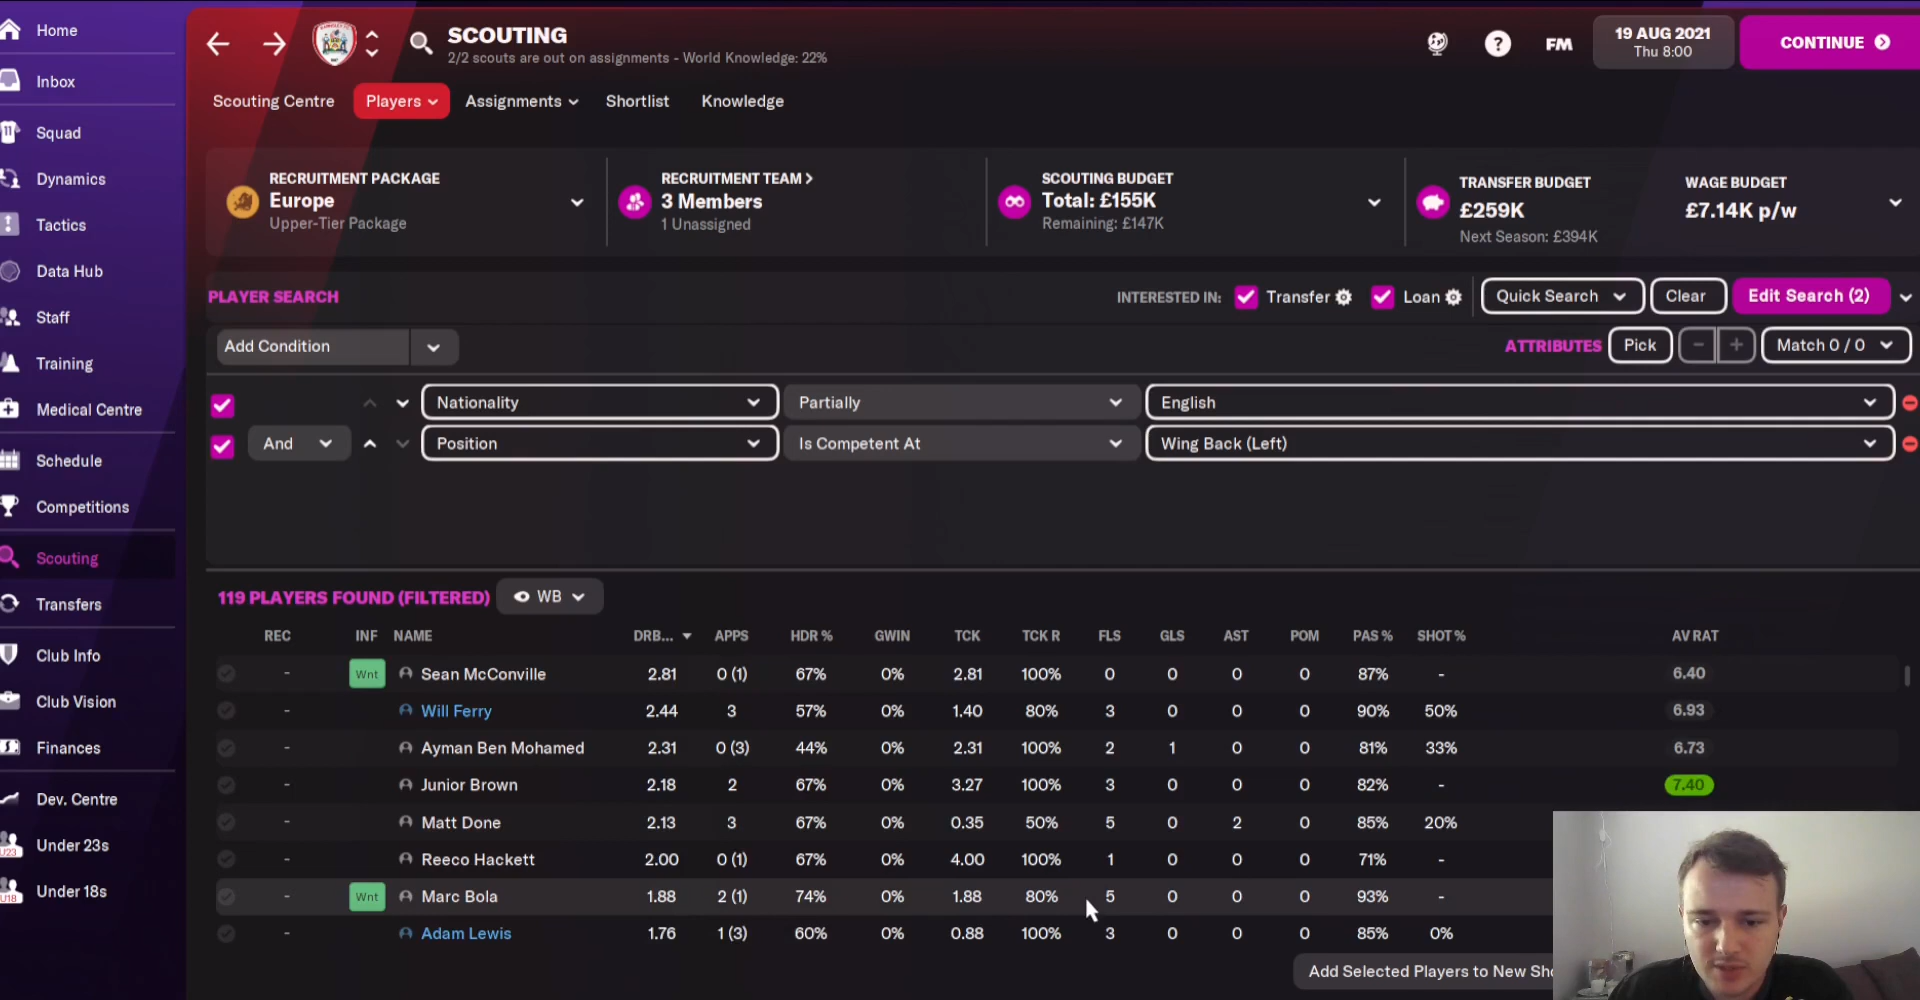 Home
Inbox
Squad
Dynamics
Tactics
Data Hub
Staff
Training
Medical Centre
Schedule
Competitions
Scouting
Transfers
Club Info
Club Vision
Finances
Dev. Centre
U23 Under 23s
U18 Under 18s
SCOUTING
2/2 scouts are out on assignments - World Knowledge: 22%
FM
19 AUG 2021
Thu 8:00
CONTINUE
Scouting Centre Players Assignments Shortlist Knowledge
RECRUITMENT PACKAGE
Europe
Upper-Tier Package
RECRUITMENT TEAM >
3 Members
1 Unassigned
SCOUTING BUDGET
Total: £155K
Remaining: £147K
TRANSFER BUDGET
£259K
Next Season: £394K
WAGE BUDGET
£7.14K p/w
PLAYER SEARCH INTERESTED IN: Transfer Loan Quick Search Clear Edit Search (2)
Add Condition ATTRIBUTES Pick - + Match 0 / 0
Nationality Partially English
And Position Is Competent At Wing Back (Left)
119 PLAYERS FOUND (FILTERED) WB
REC INF NAME DRB... APPS HDR % GWIN TCK TCK R FLS GLS AST POM PAS % SHOT % AV RAT
- Wnt Sean McConville 2.81 0 (1) 67% 0% 2.81 100% 0 0 0 0 87% - 6.40
- Will Ferry 2.44 3 57% 0% 1.40 80% 3 0 0 0 90% 50% 6.93
- Ayman Ben Mohamed 2.31 0 (3) 44% 0% 2.31 100% 2 1 0 0 81% 33% 6.73
- Junior Brown 2.18 2 67% 0% 3.27 100% 3 0 0 0 82% - 7.40
- Matt Done 2.13 3 67% 0% 0.35 50% 5 0 2 0 85% 20%
- Reeco Hackett 2.00 0 (1) 67% 0% 4.00 100% 1 0 0 0 71% -
- Wnt Marc Bola 1.88 2 (1) 74% 0% 1.88 80% 5 0 0 0 93% -
- Adam Lewis 1.76 1 (3) 60% 0% 0.88 100% 3 0 0 0 85% 0%
Add Selected Players to New Sho